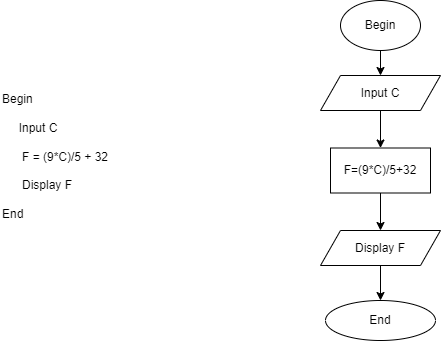 Begin
Input C
F = (9*C)/5 + 32
Display F
End
Begin
Input C
F=(9*C)/5+32
Display F
End